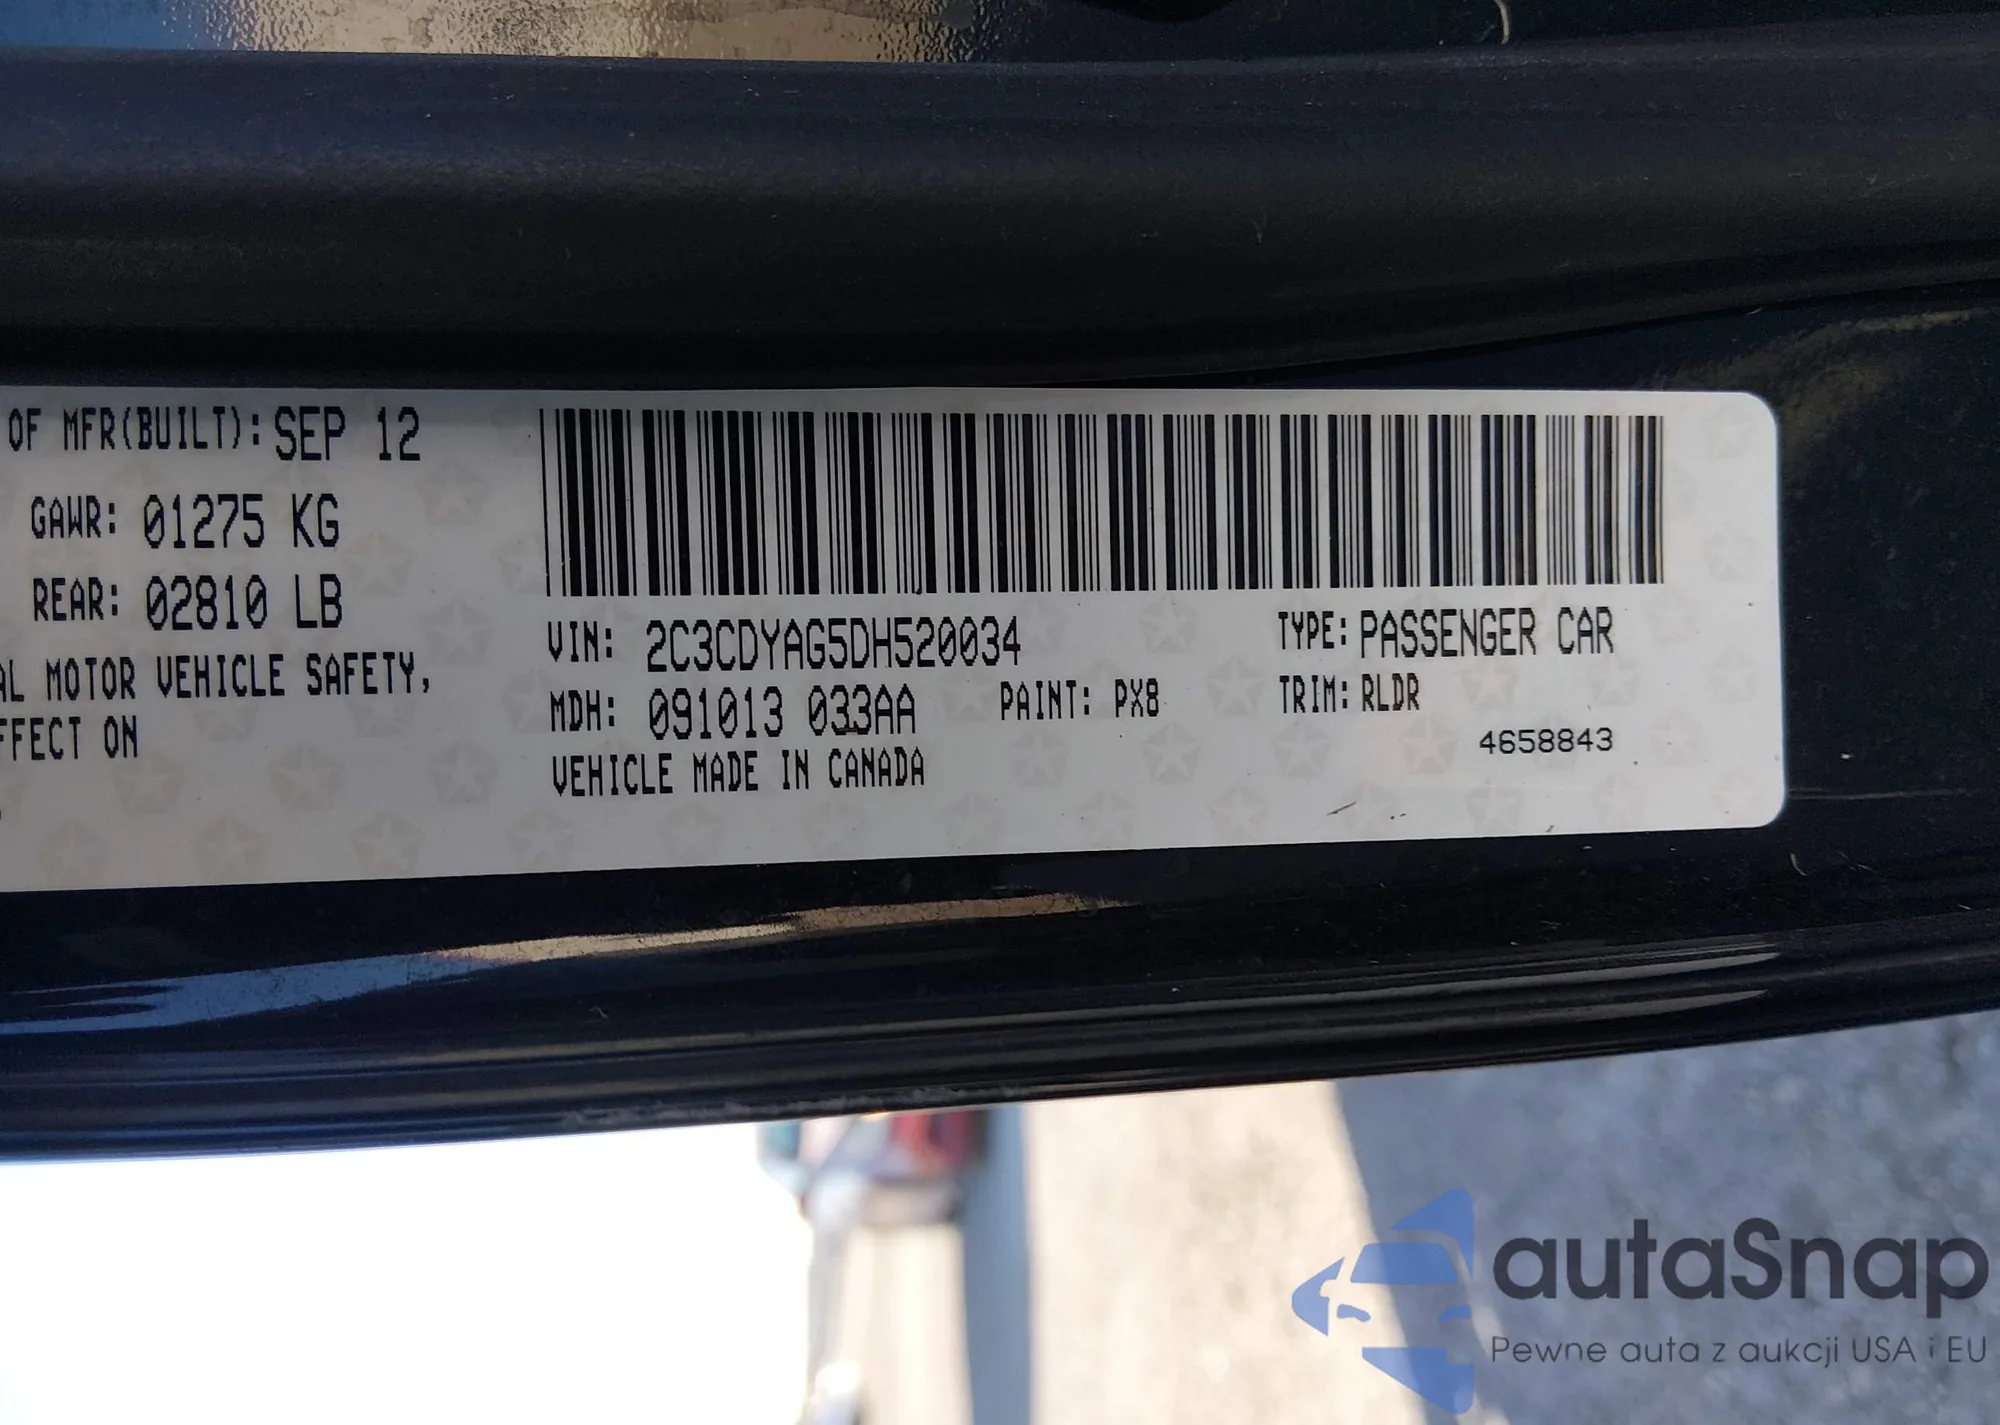 OF MFR(BUILT): SEP 12
GAWR: 01275 KG
REAR: 02810 LB
AL MOTOR VEHICLE SAFETY,
FFECT ON
VIN: 2C3CDYAG5DH520034
TYPE: PASSENGER CAR
MDH: 091013 033AA
PAINT: PX8
TRIM: RLDR
VEHICLE MADE IN CANADA
4658843
autaSnap
Pewne auta z aukcji USA i EU